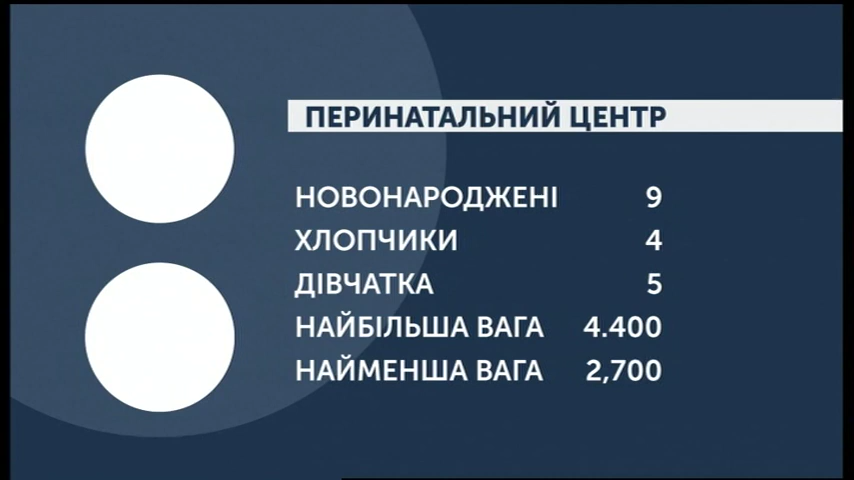 ПЕРИНАТАЛЬНИЙ ЦЕНТР
НОВОНАРОДЖЕНІ 9
ХЛОПЧИКИ 4
ДІВЧАТКА 5
НАЙБІЛЬША ВАГА 4.400
НАЙМЕНША ВАГА 2,700